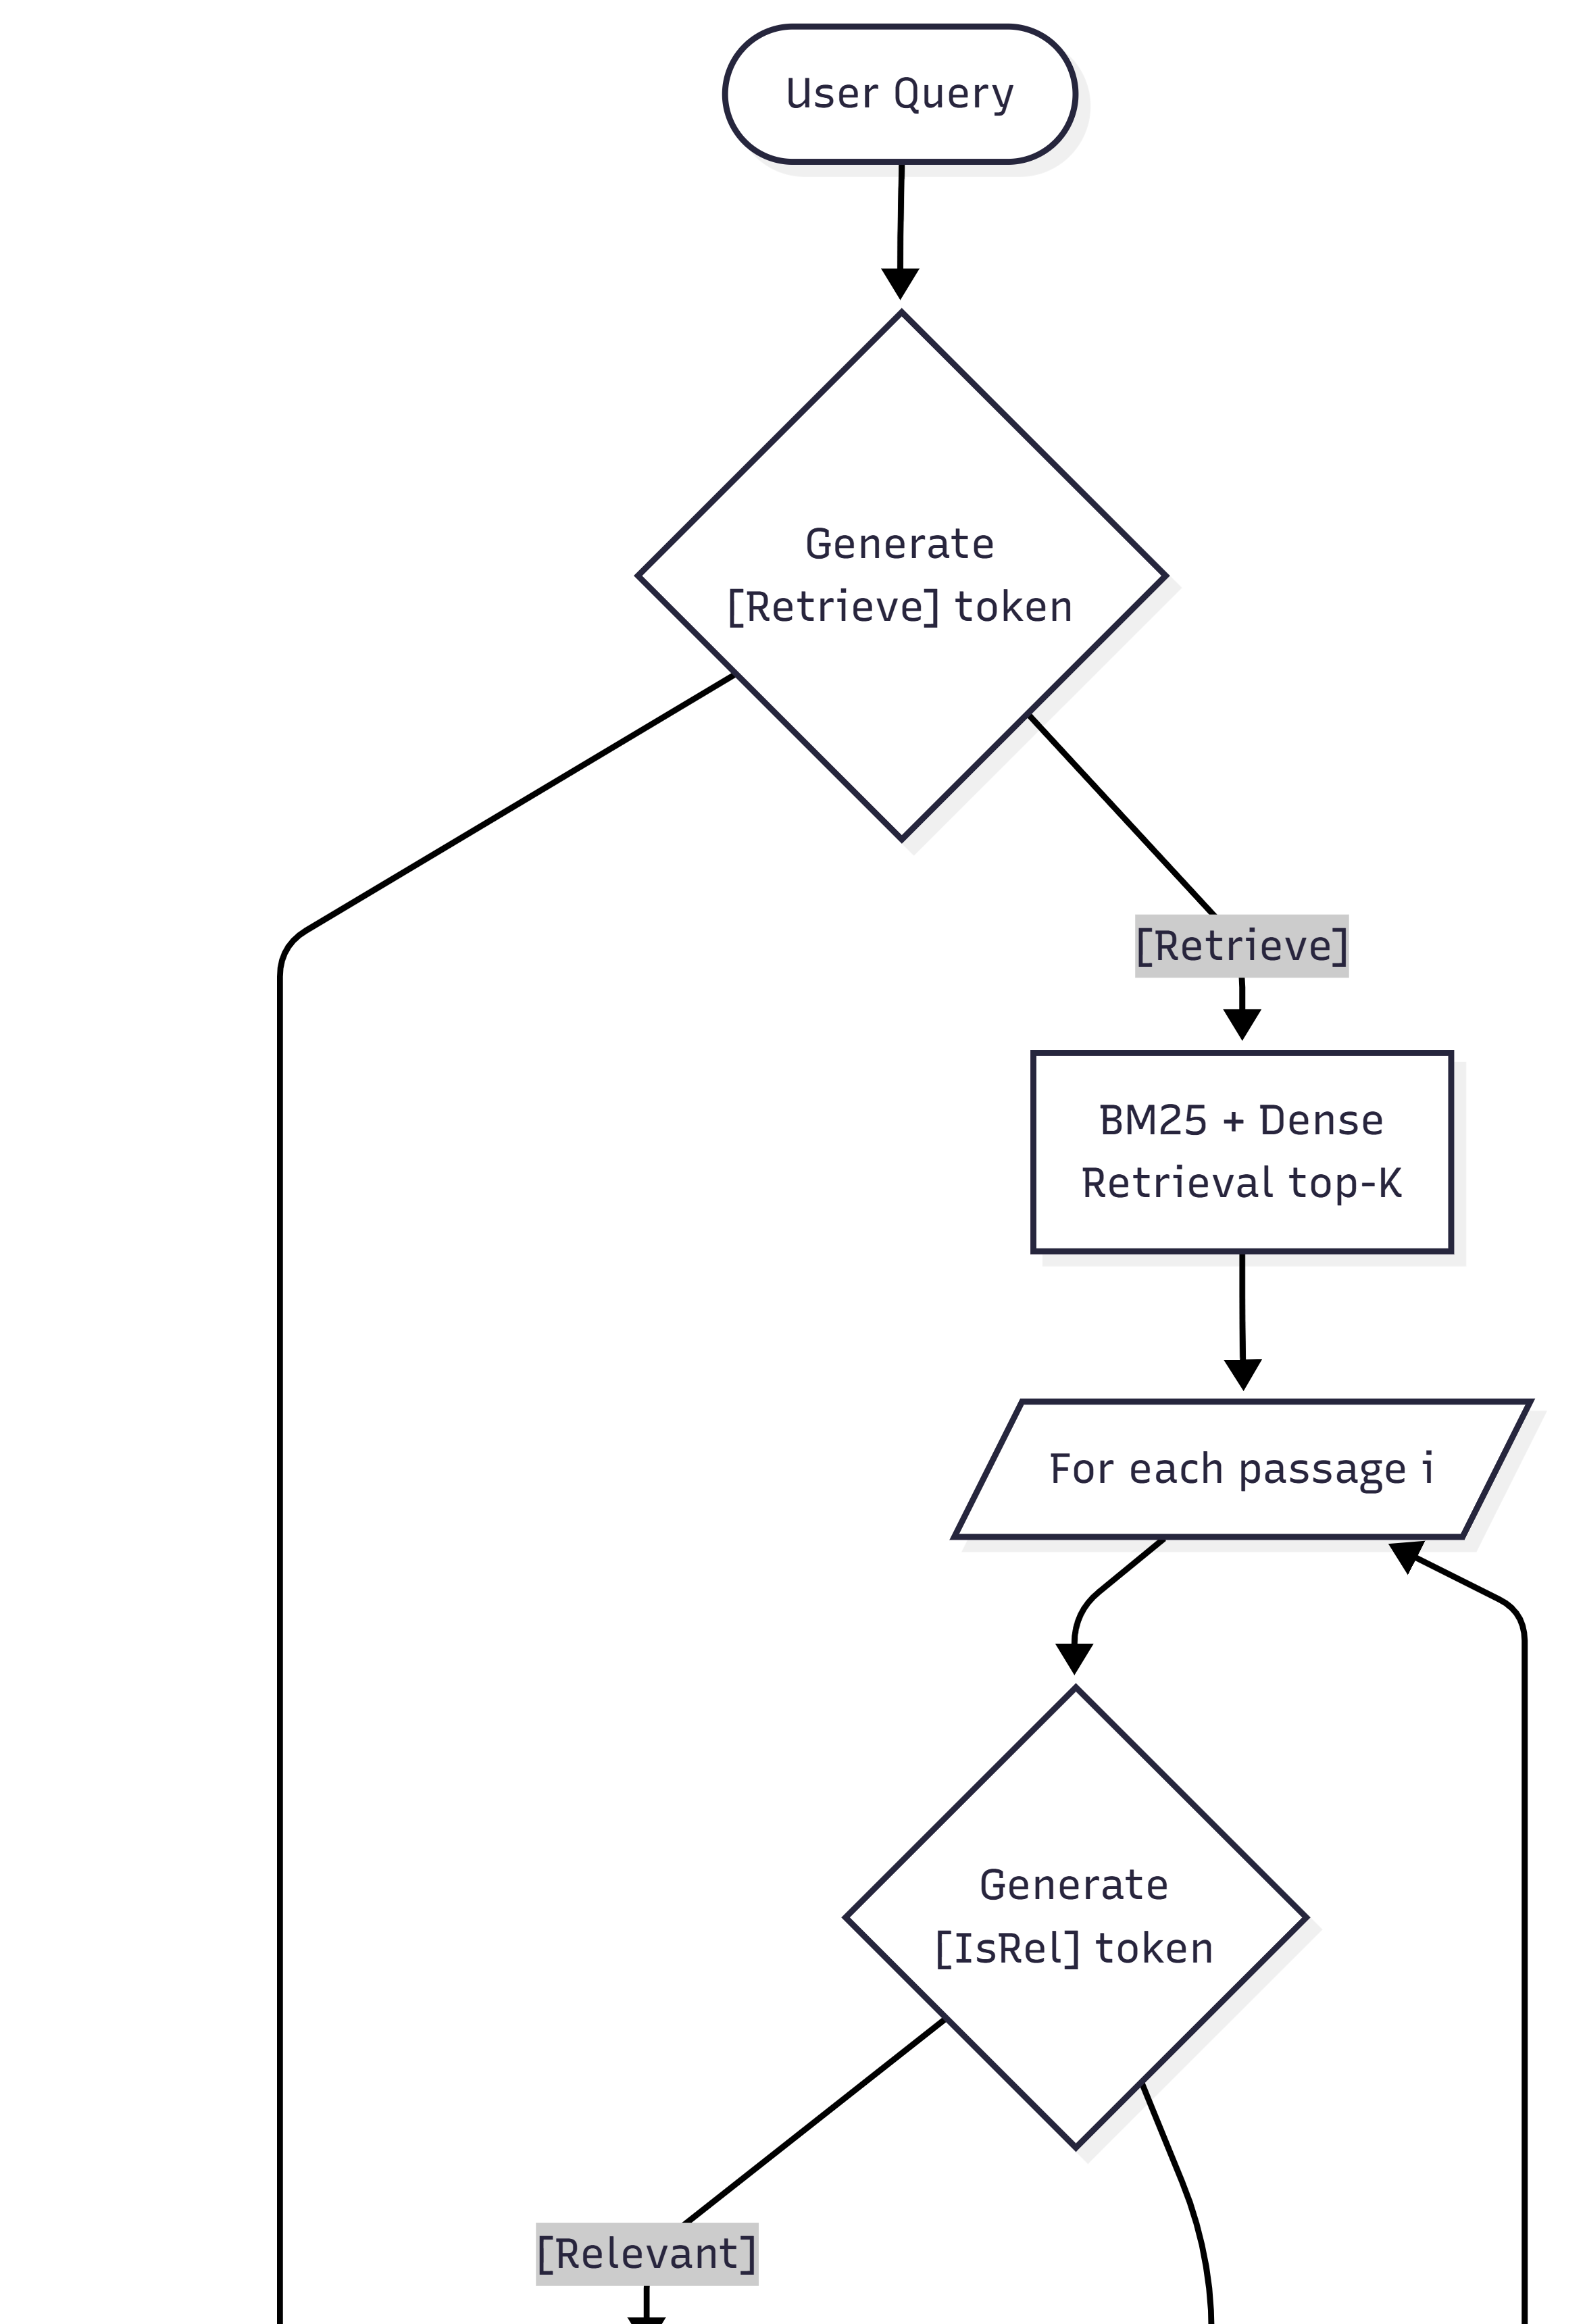 User Query
Generate
[Retrieve] token
[Retrieve]
BM25 + Dense
Retrieval top-K
For each passage i
Generate
[IsRel] token
[Relevant]